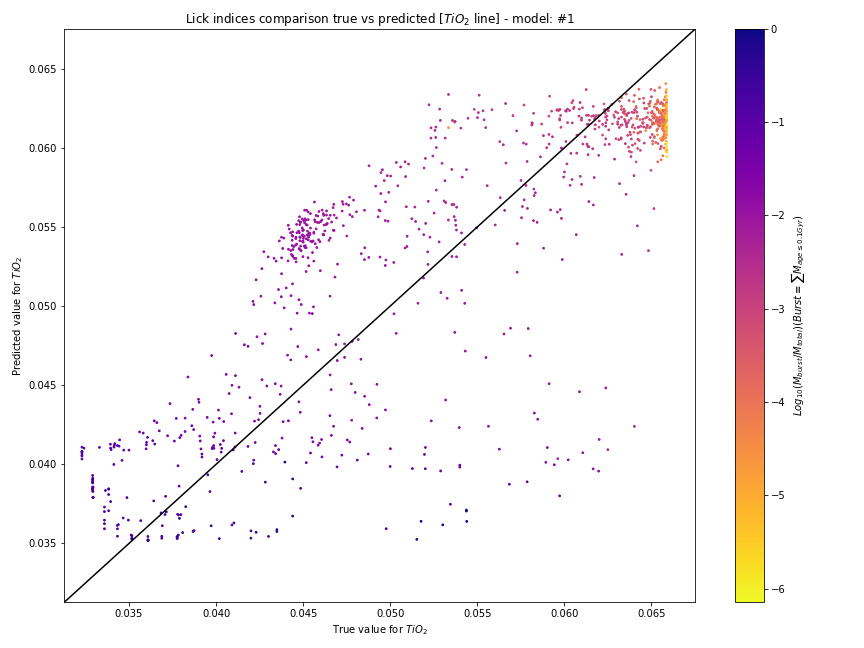 Lick indices comparison true vs predicted [TiO₂ line] - model: #1
0.065
0.060
0.055
0.050
0.045
0.040
0.035
Predicted value for TiO₂
0.035 0.040 0.045 0.050 0.055 0.060 0.065
True value for TiO₂
0
−1
−2
−3
−4
−5
−6
Log₁₀(M_burst/M_total)(Burst = ∑M_age≤0.1Gyr)